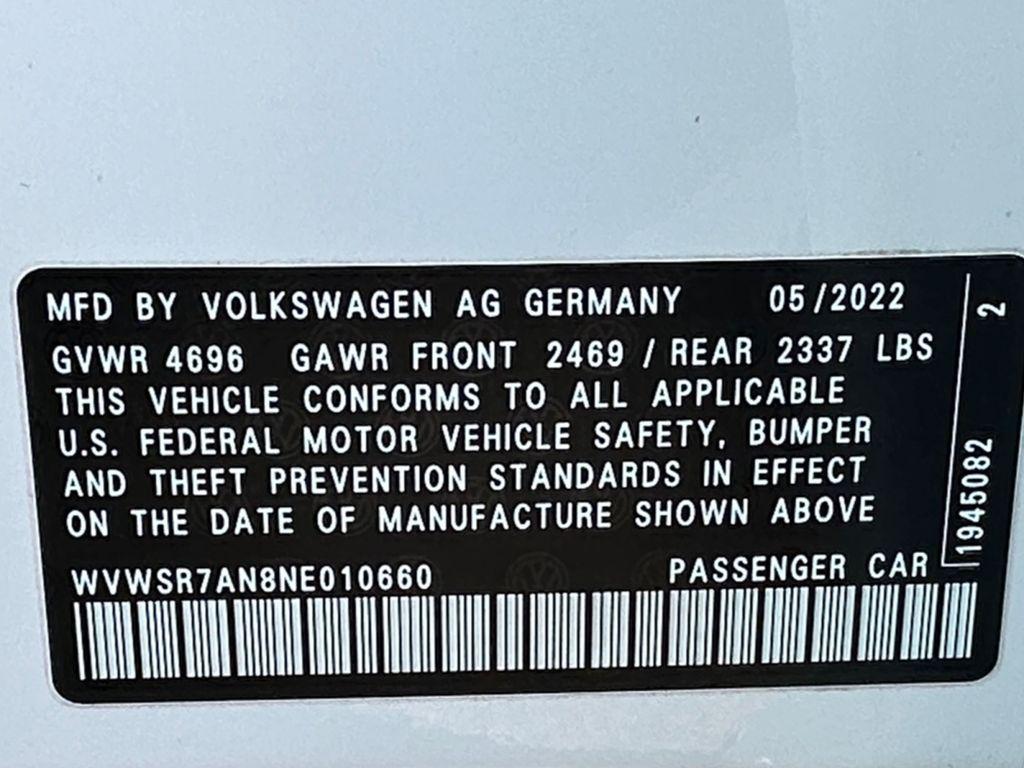 MFD BY VOLKSWAGEN AG GERMANY 05/2022
GVWR 4696 GAWR FRONT 2469 / REAR 2337 LBS
THIS VEHICLE CONFORMS TO ALL APPLICABLE
U.S. FEDERAL MOTOR VEHICLE SAFETY, BUMPER
AND THEFT PREVENTION STANDARDS IN EFFECT
ON THE DATE OF MANUFACTURE SHOWN ABOVE
WVWSR7AN8NE010660 PASSENGER CAR
1945082 2